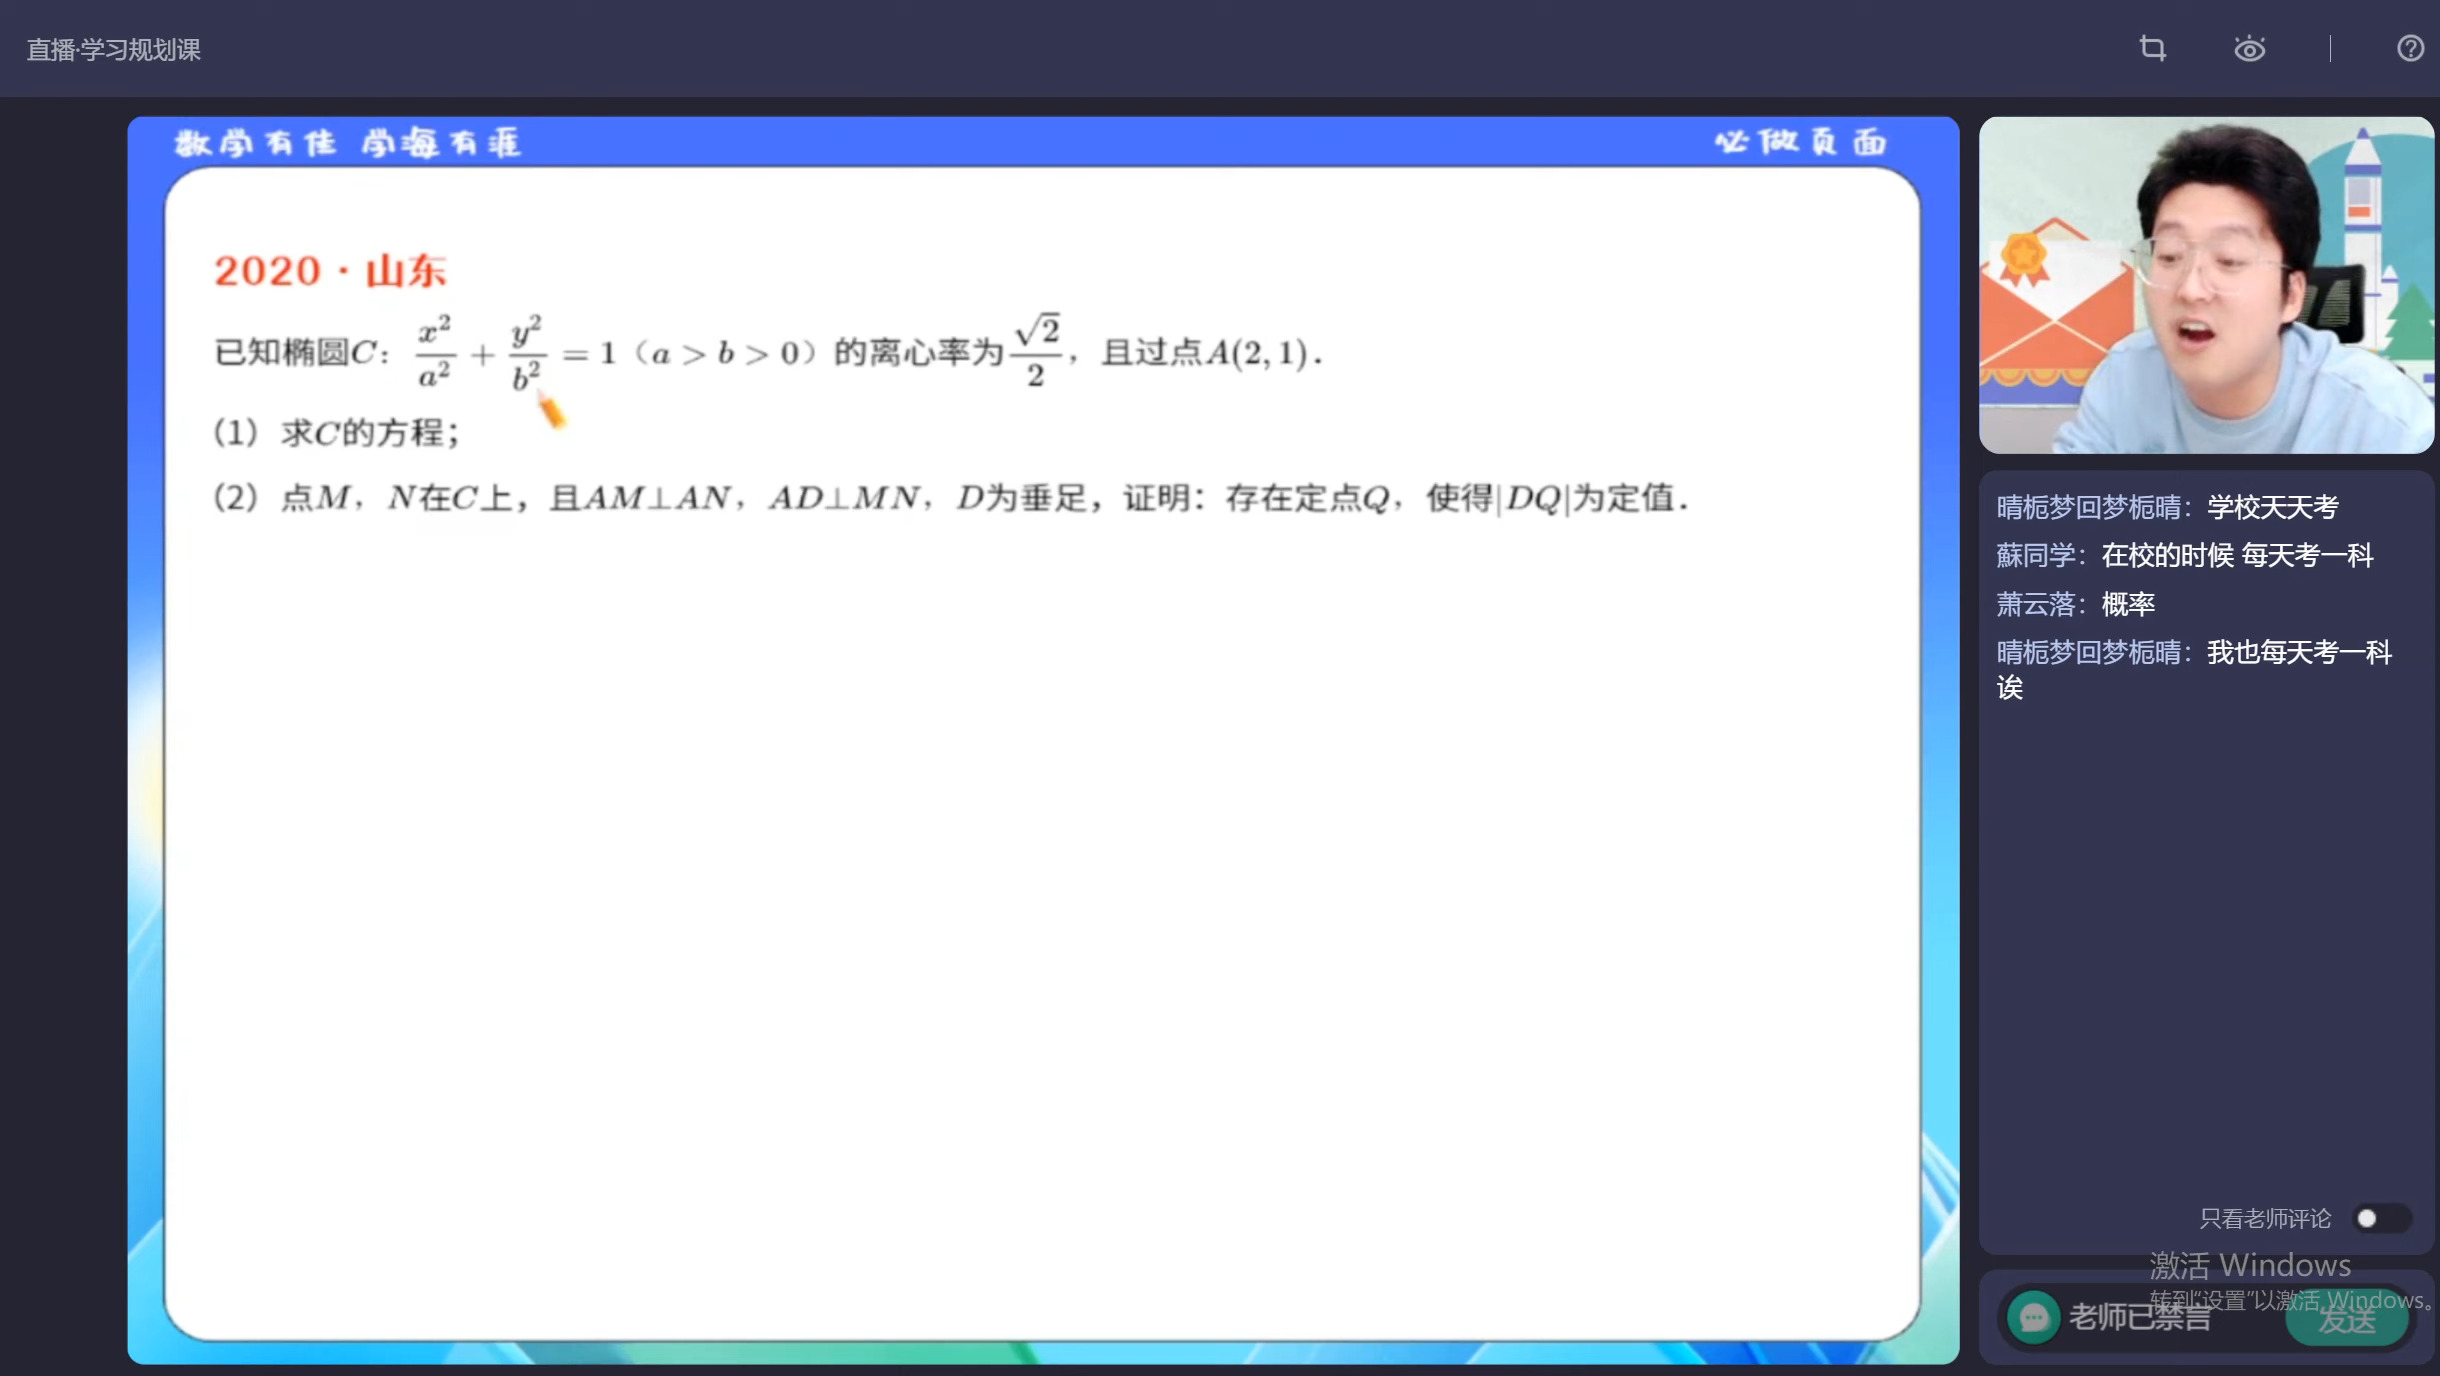 直播·学习规划课
数学有佳 学海有涯
必做页面
2020·山东
已知椭圆C：x²/a² + y²/b² = 1（a > b > 0）的离心率为√2/2，且过点A(2,1).
（1）求C的方程；
（2）点M，N在C上，且AM⊥AN，AD⊥MN，D为垂足，证明：存在定点Q，使得|DQ|为定值.
晴栀梦回梦栀晴：学校天天考
蘇同学：在校的时候 每天考一科
萧云落：概率
晴栀梦回梦栀晴：我也每天考一科
诶
只看老师评论
激活 Windows
转到"设置"以激活 Windows。
老师已禁言
发送